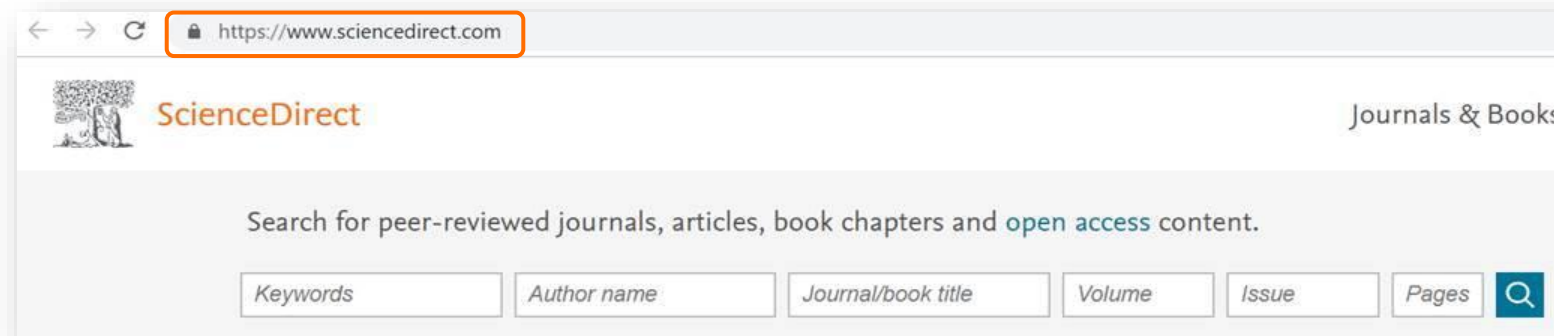 https://www.sciencedirect.com
ScienceDirect
Journals & Books
Search for peer-reviewed journals, articles, book chapters and open access content.
Keywords Author name Journal/book title Volume Issue Pages